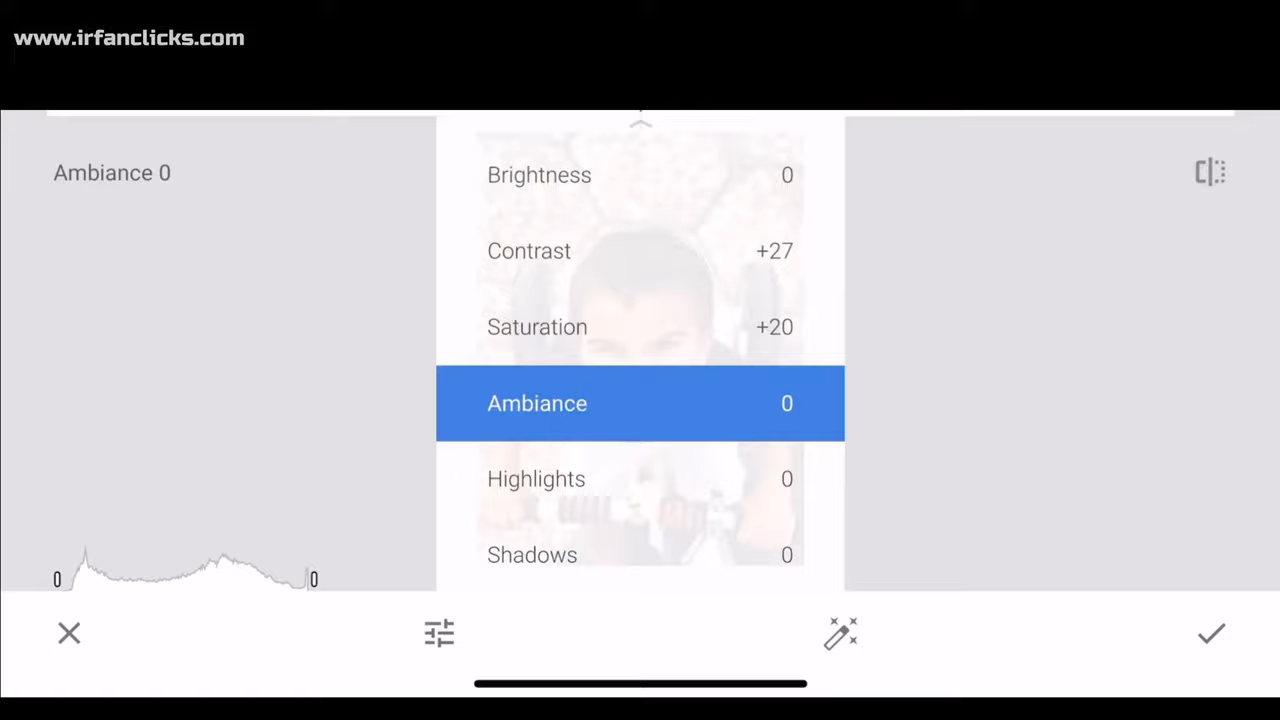 www.irfanclicks.com
Ambiance 0
Brightness 0
Contrast +27
Saturation +20
Ambiance 0
Highlights 0
Shadows 0
0 0